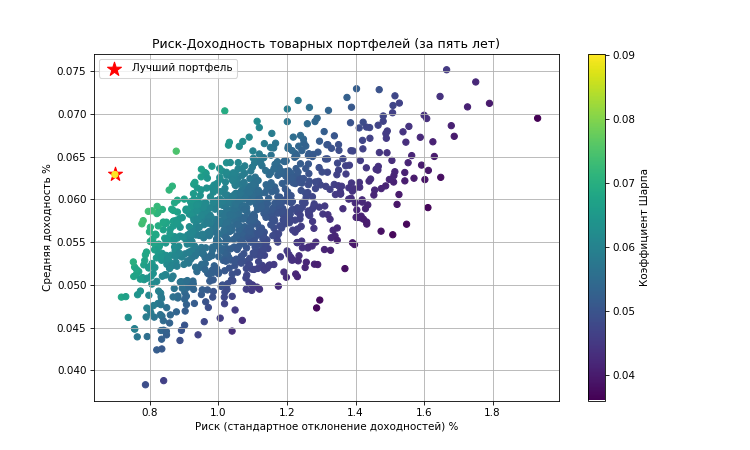 Риск-Доходность товарных портфелей (за пять лет)
Лучший портфель
Средняя доходность %
0.075
0.070
0.065
0.060
0.055
0.050
0.045
0.040
0.8 1.0 1.2 1.4 1.6 1.8
Риск (стандартное отклонение доходностей) %
0.09
0.08
0.07
0.06
0.05
0.04
Коэффициент Шарпа